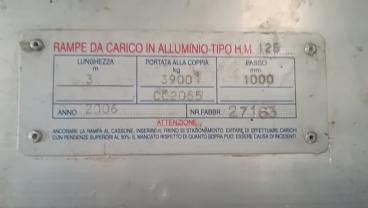 RAMPE DA CARICO IN ALLUMINIO TIPO H.M. 125
LUNGHEZZA m. PORTATA ALLA COPPIA kg PASSO mm.
3 3900 1000
CC2055
ANNO 2006 NR.FABBR. 27163
ATTENZIONE
ANCORARE LA RAMPA AL CASSONE, INSERIRE IL FRENO DI STAZIONAMENTO, EVITARE DI EFFETTUARE CARICHI
CON PENDENZE SUPERIORI AL 30%. IL MANCATO RISPETTO DI QUANTO SOPRA PUO' ESSERE CAUSA DI INCIDENTI